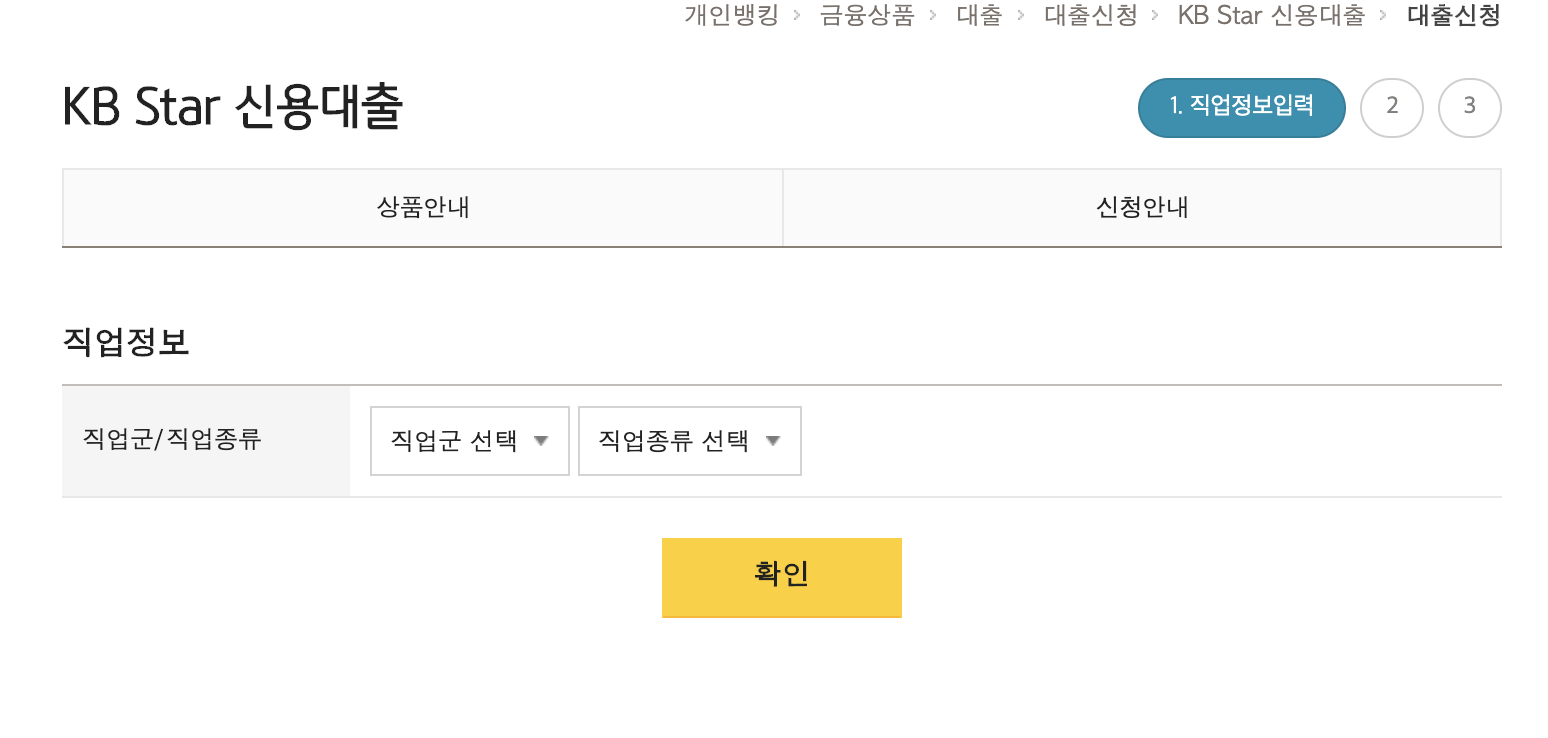 개인뱅킹 > 금융상품 > 대출 > 대출신청 > KB Star 신용대출 > 대출신청
KB Star 신용대출
1. 직업정보입력 2 3
상품안내 신청안내
직업정보
직업군/직업종류 직업군 선택 직업종류 선택
확인